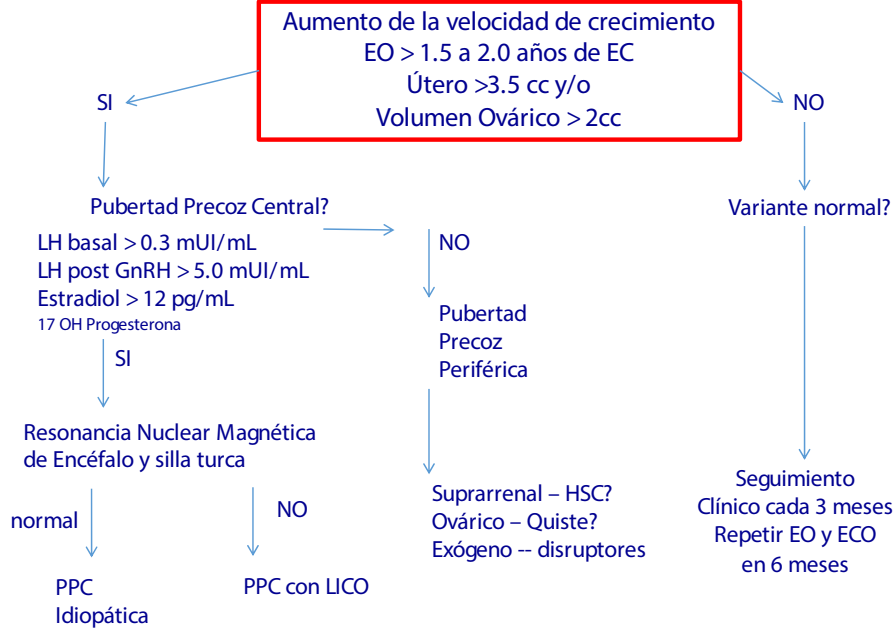 Aumento de la velocidad de crecimiento
EO > 1.5 a 2.0 años de EC
Útero >3.5 cc y/o
Volumen Ovárico > 2cc
SI
NO
Pubertad Precoz Central?
LH basal > 0.3 mUI/mL
LH post GnRH > 5.0 mUI/mL
Estradiol > 12 pg/mL
17 OH Progesterona
NO
Variante normal?
SI
Pubertad
Precoz
Periférica
Resonancia Nuclear Magnética
de Encéfalo y silla turca
normal
NO
Suprarrenal – HSC?
Ovárico – Quiste?
Exógeno -- disruptores
Seguimiento
Clínico cada 3 meses
Repetir EO y ECO
en 6 meses
PPC
Idiopática
PPC con LICO